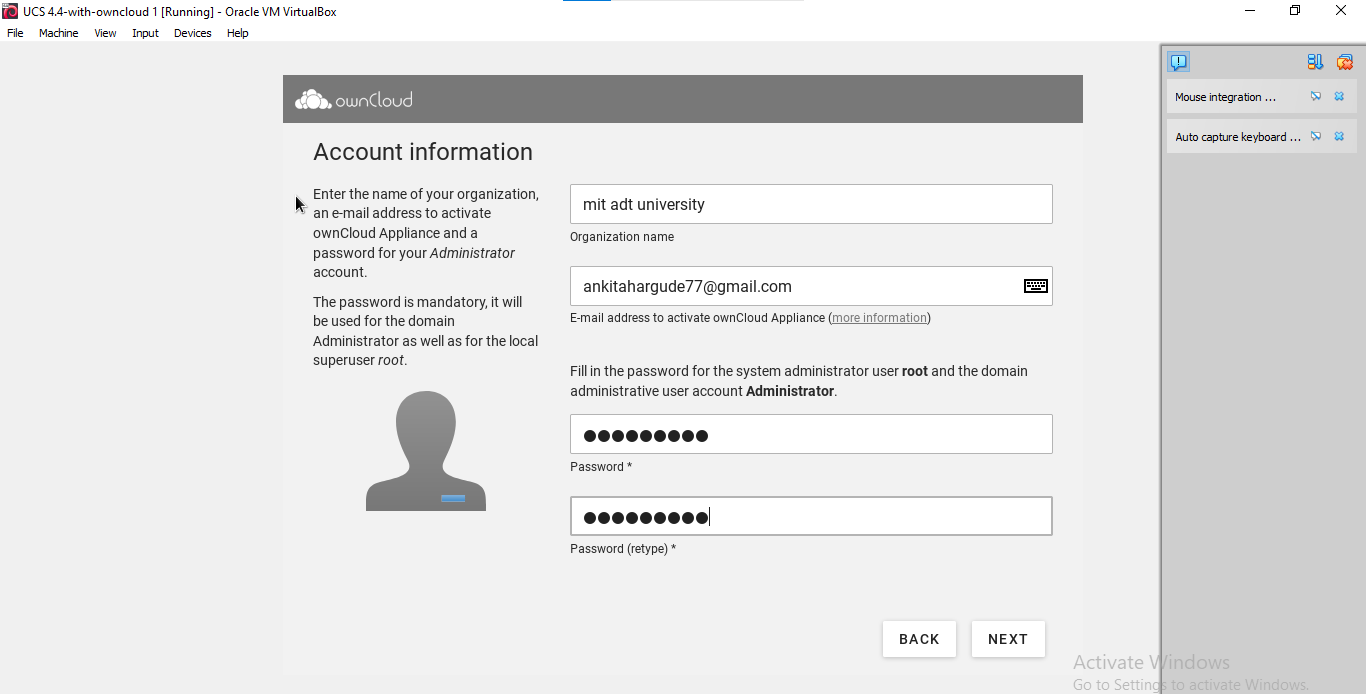 UCS 4.4-with-owncloud 1 [Running] - Oracle VM VirtualBox
File Machine View Input Devices Help
ownCloud
Mouse integration ...
Auto capture keyboard ...
Account information
Enter the name of your organization,
an e-mail address to activate
ownCloud Appliance and a
password for your Administrator
account.
The password is mandatory, it will
be used for the domain
Administrator as well as for the local
superuser root.
mit adt university
Organization name
ankitahargude77@gmail.com
E-mail address to activate ownCloud Appliance (more information)
Fill in the password for the system administrator user root and the domain
administrative user account Administrator.
●●●●●●●●●
Password *
●●●●●●●●●
Password (retype) *
BACK NEXT
Activate Windows
Go to Settings to activate Windows.